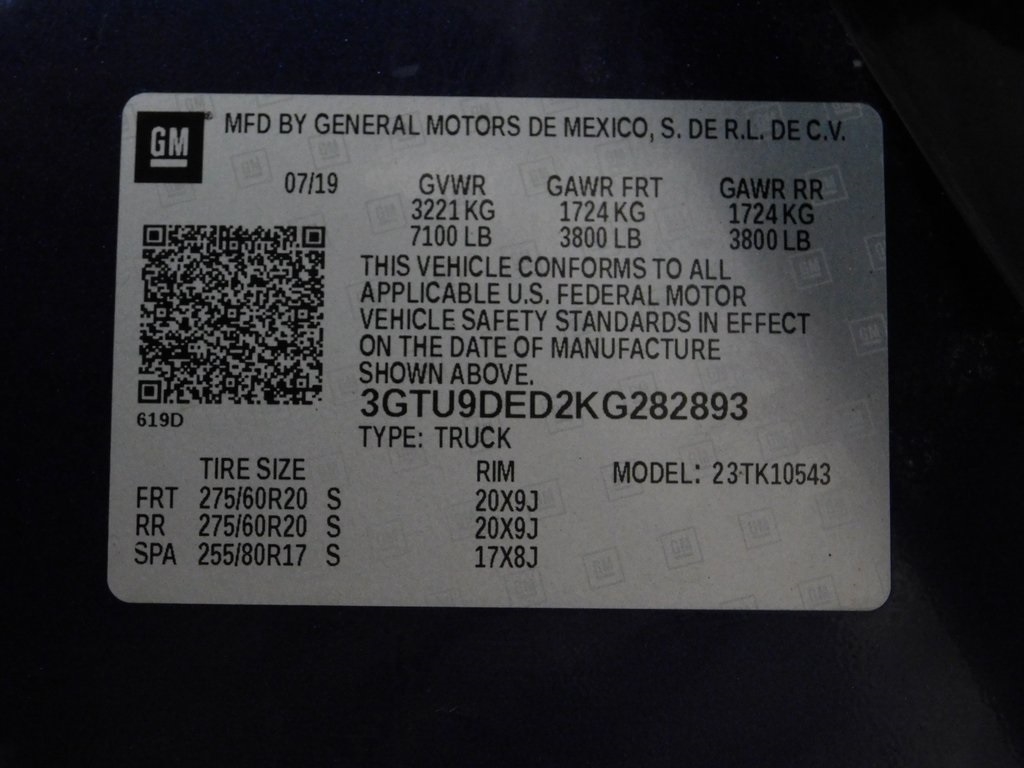 GM
MFD BY GENERAL MOTORS DE MEXICO, S. DE R.L. DE C.V.
07/19 GVWR GAWR FRT GAWR RR
3221 KG 1724 KG 1724 KG
7100 LB 3800 LB 3800 LB
THIS VEHICLE CONFORMS TO ALL
APPLICABLE U.S. FEDERAL MOTOR
VEHICLE SAFETY STANDARDS IN EFFECT
ON THE DATE OF MANUFACTURE
SHOWN ABOVE.
3GTU9DED2KG282893
619D
TYPE: TRUCK
TIRE SIZE RIM MODEL: 23-TK10543
FRT 275/60R20 S 20X9J
RR 275/60R20 S 20X9J
SPA 255/80R17 S 17X8J